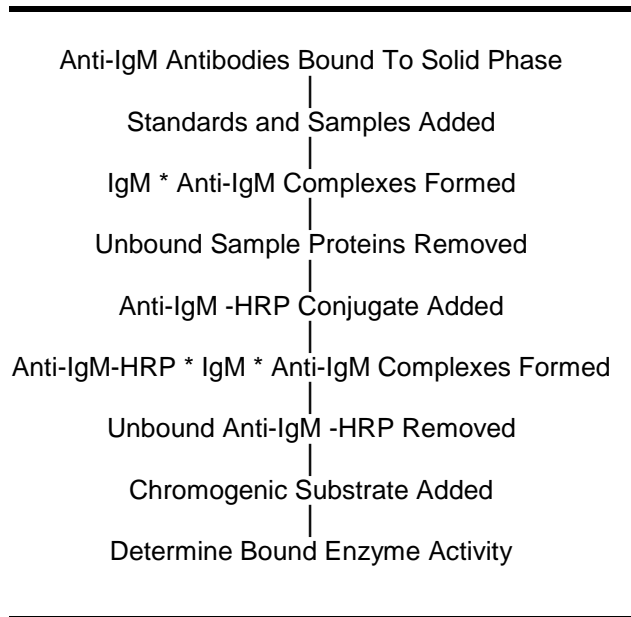 Anti-IgM Antibodies Bound To Solid Phase
Standards and Samples Added
IgM * Anti-IgM Complexes Formed
Unbound Sample Proteins Removed
Anti-IgM -HRP Conjugate Added
Anti-IgM-HRP * IgM * Anti-IgM Complexes Formed
Unbound Anti-IgM -HRP Removed
Chromogenic Substrate Added
Determine Bound Enzyme Activity